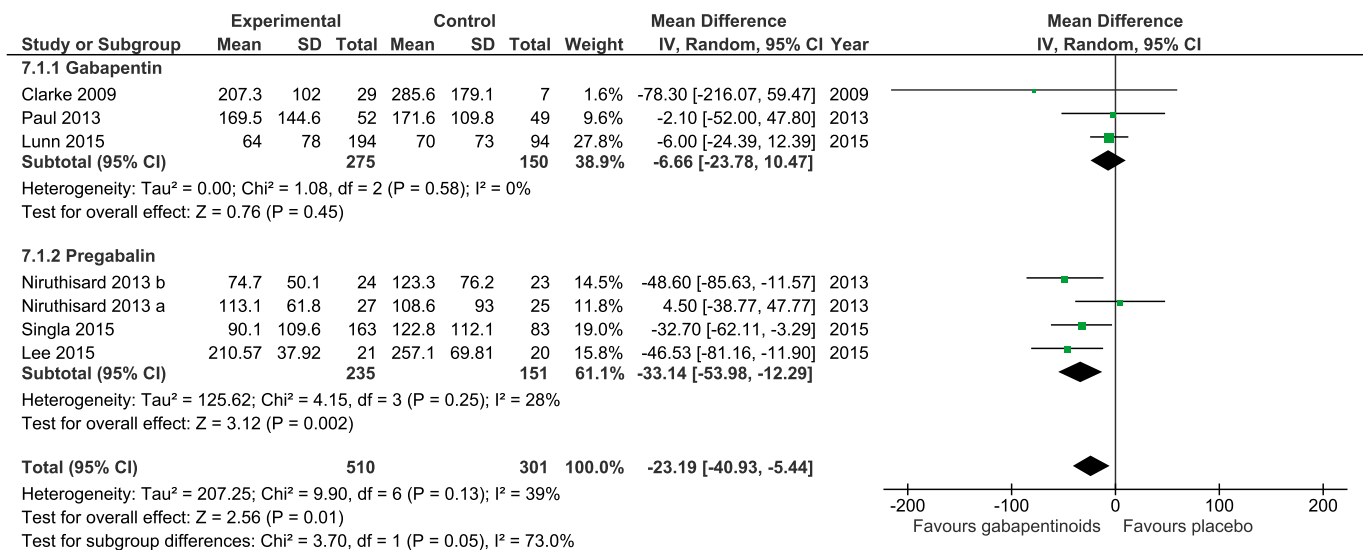 Experimental Control Mean Difference Mean Difference
Study or Subgroup Mean SD Total Mean SD Total Weight IV, Random, 95% CI Year IV, Random, 95% CI
7.1.1 Gabapentin
Clarke 2009 207.3 102 29 285.6 179.1 7 1.6% -78.30 [-216.07, 59.47] 2009
Paul 2013 169.5 144.6 52 171.6 109.8 49 9.6% -2.10 [-52.00, 47.80] 2013
Lunn 2015 64 78 194 70 73 94 27.8% -6.00 [-24.39, 12.39] 2015
Subtotal (95% CI) 275 150 38.9% -6.66 [-23.78, 10.47]
Heterogeneity: Tau² = 0.00; Chi² = 1.08, df = 2 (P = 0.58); I² = 0%
Test for overall effect: Z = 0.76 (P = 0.45)
7.1.2 Pregabalin
Niruthisard 2013 b 74.7 50.1 24 123.3 76.2 23 14.5% -48.60 [-85.63, -11.57] 2013
Niruthisard 2013 a 113.1 61.8 27 108.6 93 25 11.8% 4.50 [-38.77, 47.77] 2013
Singla 2015 90.1 109.6 163 122.8 112.1 83 19.0% -32.70 [-62.11, -3.29] 2015
Lee 2015 210.57 37.92 21 257.1 69.81 20 15.8% -46.53 [-81.16, -11.90] 2015
Subtotal (95% CI) 235 151 61.1% -33.14 [-53.98, -12.29]
Heterogeneity: Tau² = 125.62; Chi² = 4.15, df = 3 (P = 0.25); I² = 28%
Test for overall effect: Z = 3.12 (P = 0.002)
Total (95% CI) 510 301 100.0% -23.19 [-40.93, -5.44]
Heterogeneity: Tau² = 207.25; Chi² = 9.90, df = 6 (P = 0.13); I² = 39%
Test for overall effect: Z = 2.56 (P = 0.01)
Test for subgroup differences: Chi² = 3.70, df = 1 (P = 0.05), I² = 73.0%
-200 -100 0 100 200
Favours gabapentinoids Favours placebo